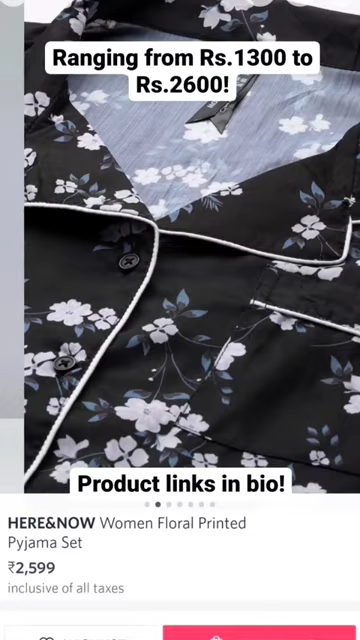 Ranging from Rs.1300 to
Rs.2600!
Product links in bio!
HERE&NOW Women Floral Printed
Pyjama Set
₹2,599
inclusive of all taxes